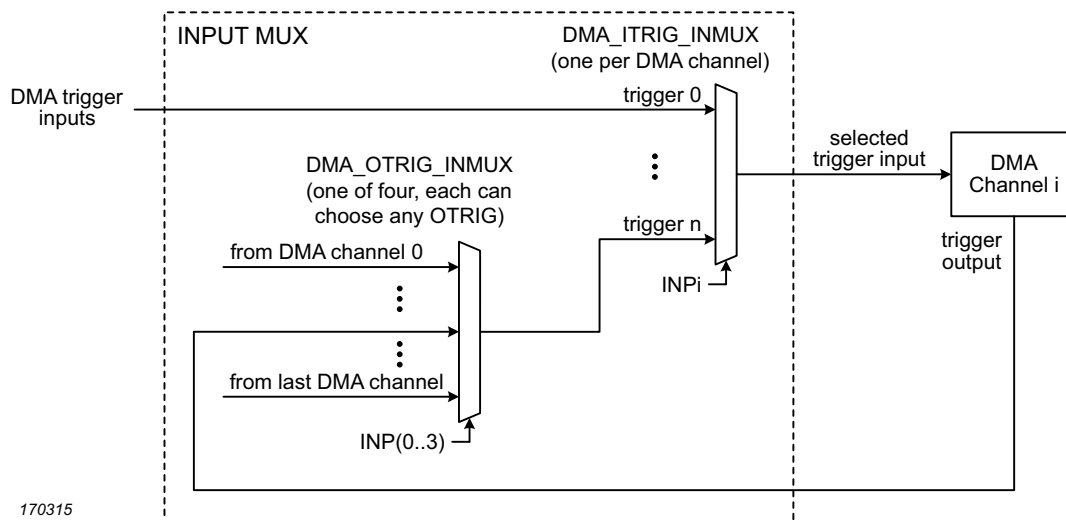 INPUT MUX
DMA_ITRIG_INMUX
(one per DMA channel)
DMA trigger
inputs
trigger 0
selected
trigger input
DMA
Channel i
DMA_OTRIG_INMUX
(one of four, each can
choose any OTRIG)
trigger n
trigger
output
from DMA channel 0
INPi
from last DMA channel
INP(0..3)
170315